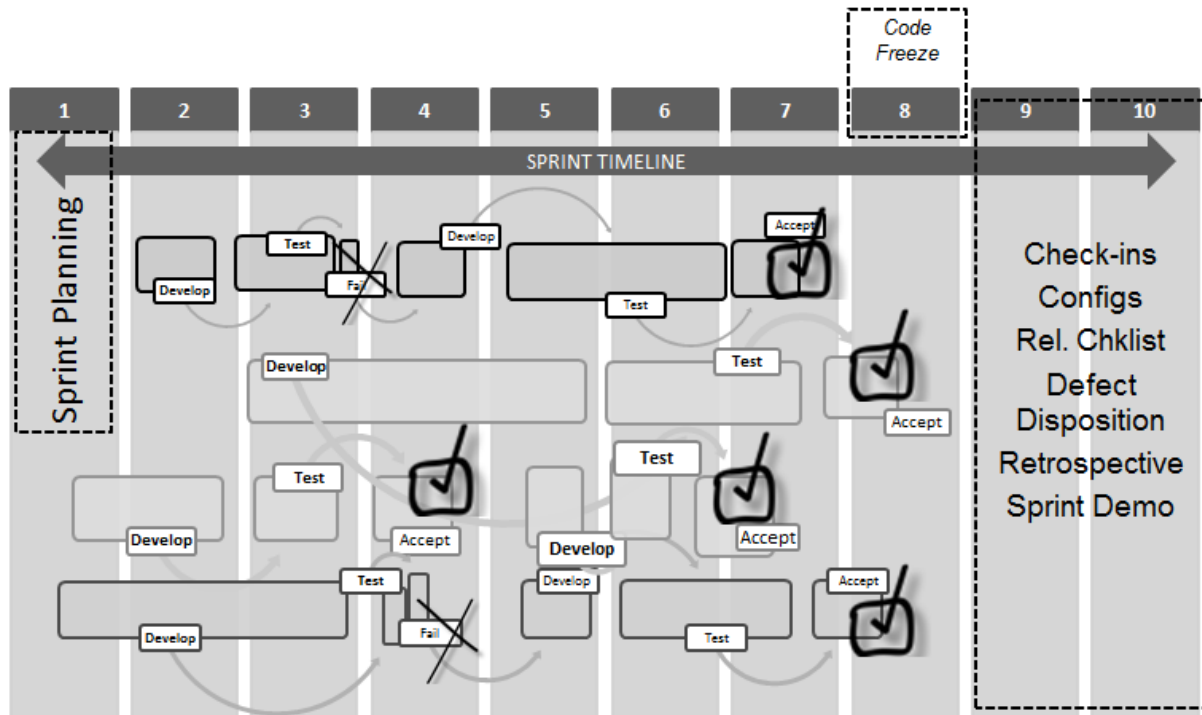 Code
Freeze
1 2 3 4 5 6 7 8 9 10
SPRINT TIMELINE
Sprint Planning
Develop
Test
Fail
Develop
Test
Accept
Develop
Test
Accept
Develop
Test
Accept
Develop
Test
Accept
Develop
Test
Fail
Develop
Test
Accept
Check-ins
Configs
Rel. Chklist
Defect
Disposition
Retrospective
Sprint Demo